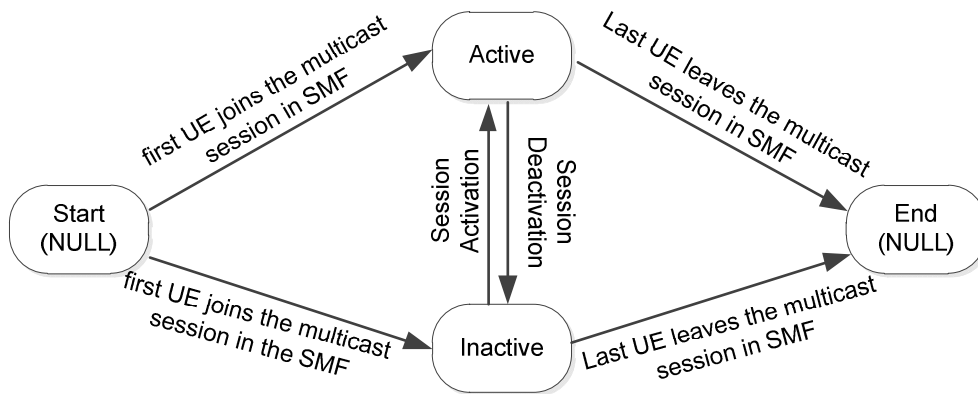 Start
(NULL)
first UE joins the multicast
session in SMF
Active
Session
Activation
Session
Deactivation
first UE joins the multicast
session in the SMF
Inactive
Last UE leaves the multicast
session in SMF
Last UE leaves the multicast
session in SMF
End
(NULL)